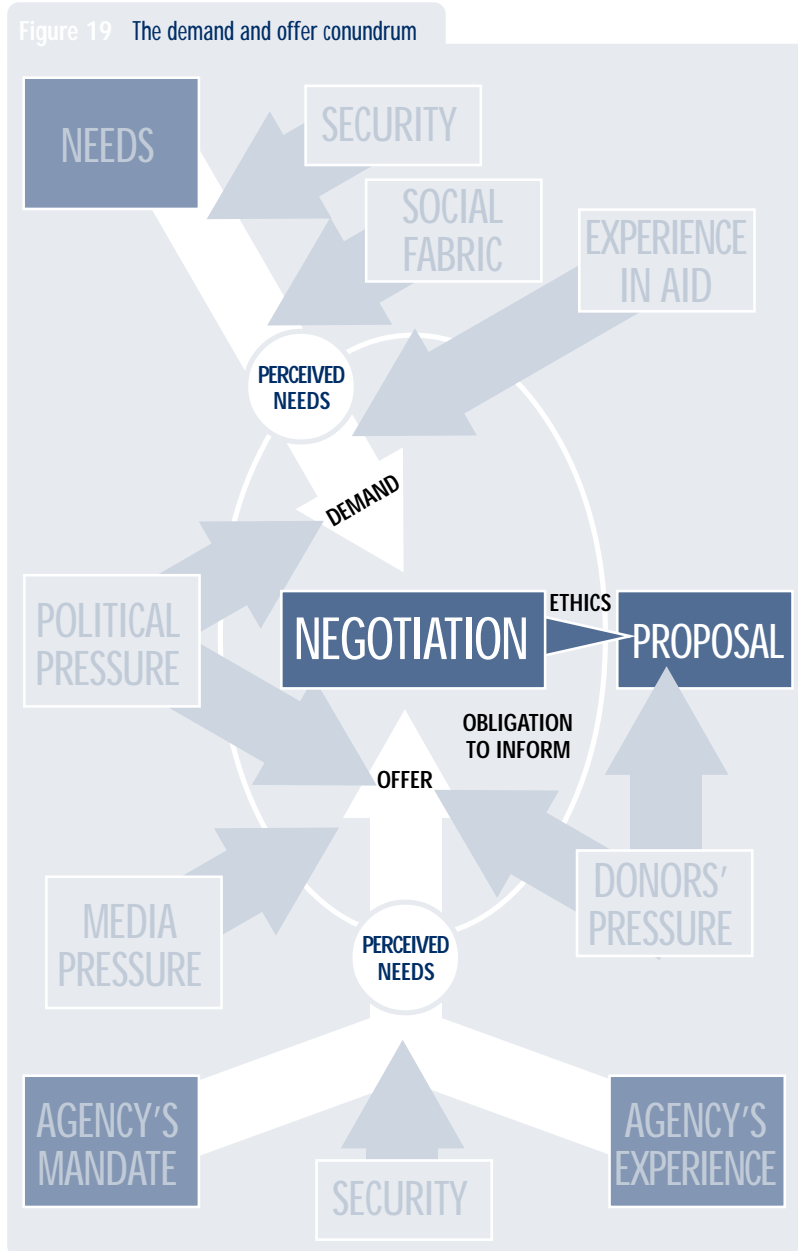 Figure 19 The demand and offer conundrum
NEEDS
SECURITY
SOCIAL
FABRIC
EXPERIENCE
IN AID
PERCEIVED
NEEDS
DEMAND
POLITICAL
PRESSURE
NEGOTIATION
ETHICS
PROPOSAL
OBLIGATION
TO INFORM
OFFER
MEDIA
PRESSURE
DONORS'
PRESSURE
PERCEIVED
NEEDS
AGENCY'S
MANDATE
SECURITY
AGENCY'S
EXPERIENCE